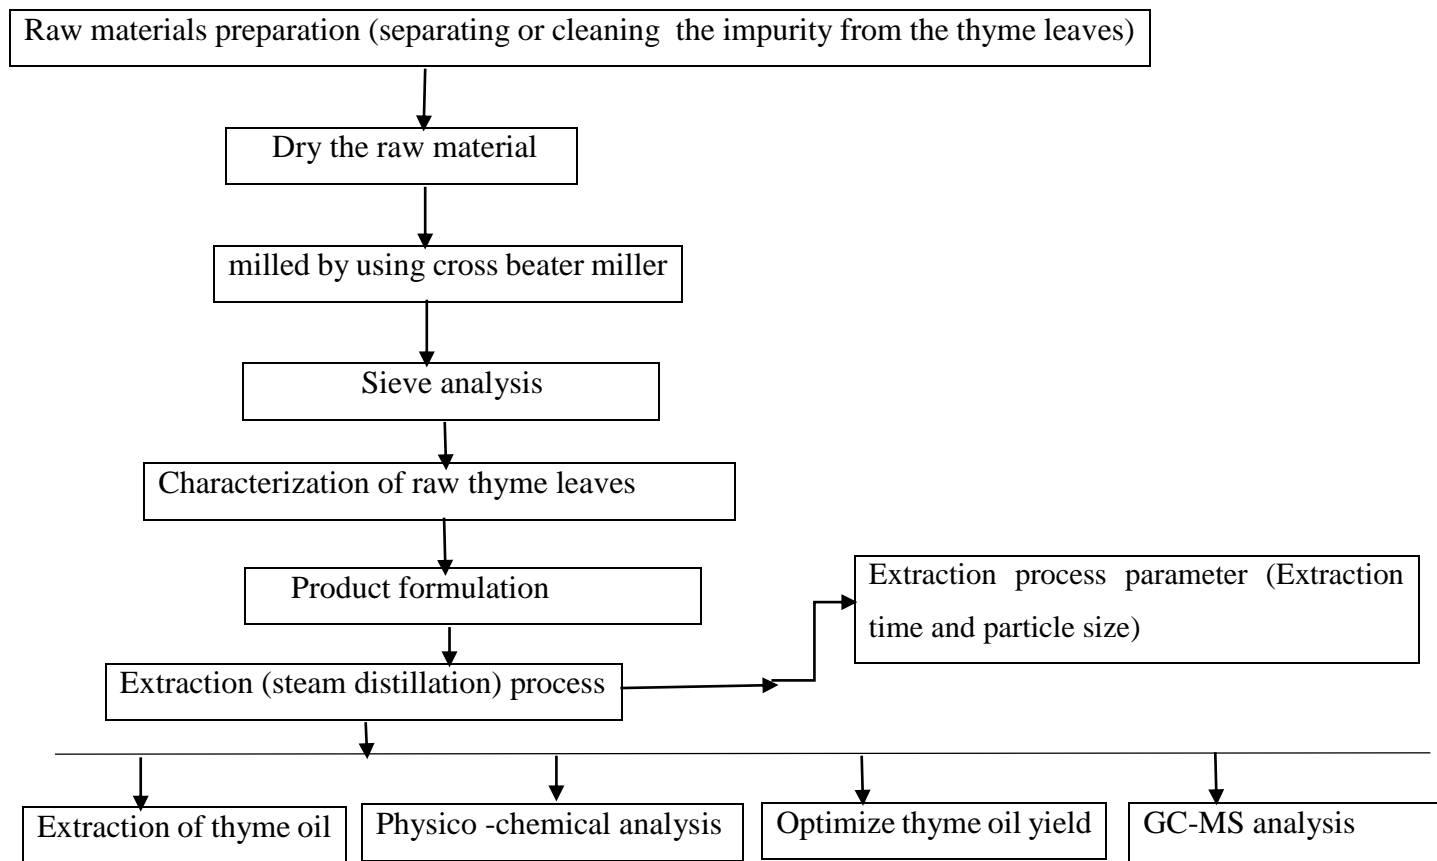 Raw materials preparation (separating or cleaning the impurity from the thyme leaves)
Dry the raw material
milled by using cross beater miller
Sieve analysis
Characterization of raw thyme leaves
Product formulation
Extraction process parameter (Extraction
time and particle size)
Extraction (steam distillation) process
Extraction of thyme oil
Physico -chemical analysis
Optimize thyme oil yield
GC-MS analysis